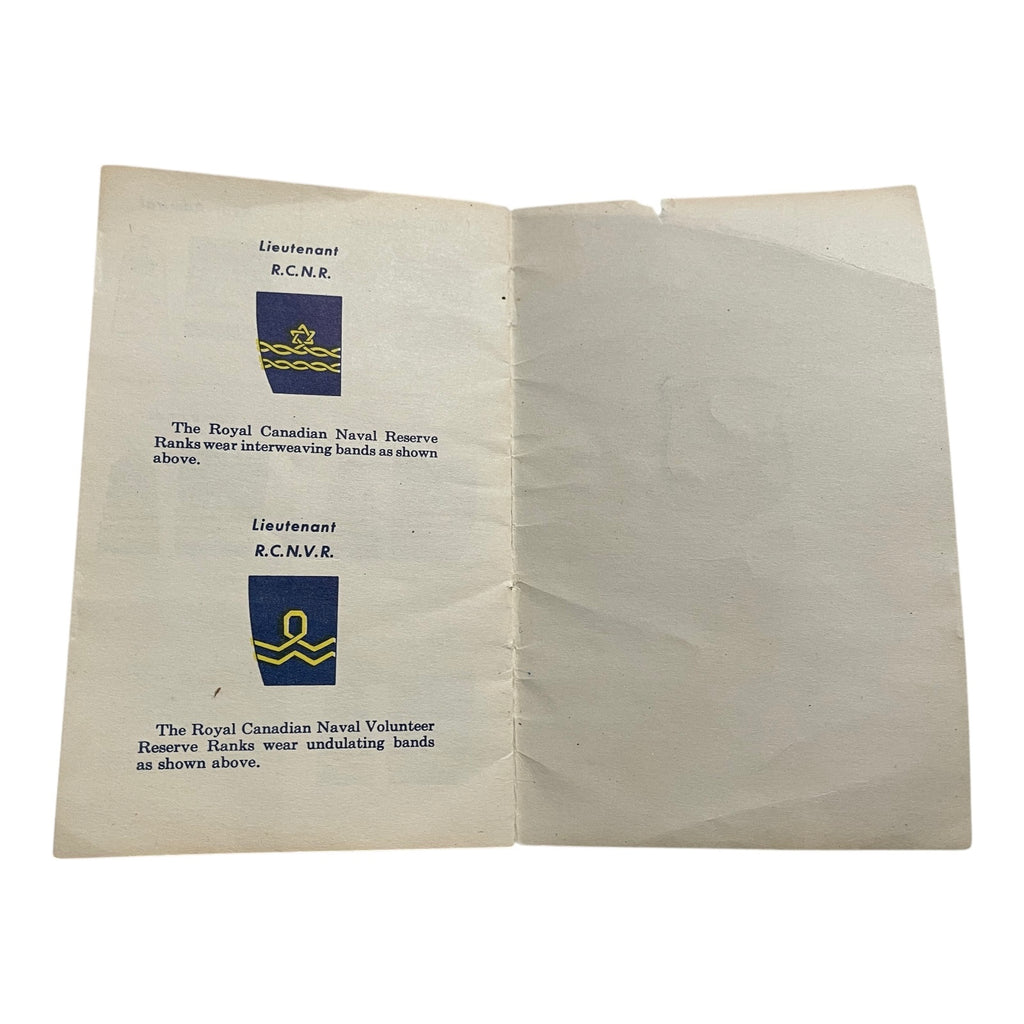 Lieutenant
R.C.N.R.
The Royal Canadian Naval Reserve
Ranks wear interweaving bands as shown
above.
Lieutenant
R.C.N.V.R.
The Royal Canadian Naval Volunteer
Reserve Ranks wear undulating bands
as shown above.